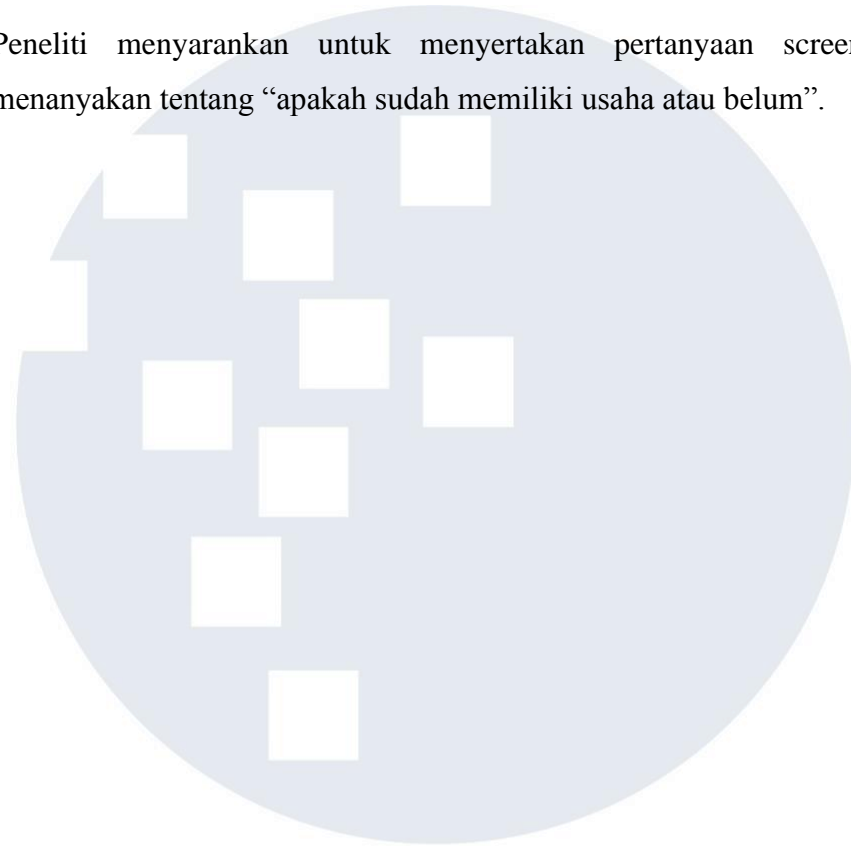 Peneliti menyarankan untuk menyertakan pertanyaan
menanyakan tentang “apakah sudah memiliki usaha atau belum”.